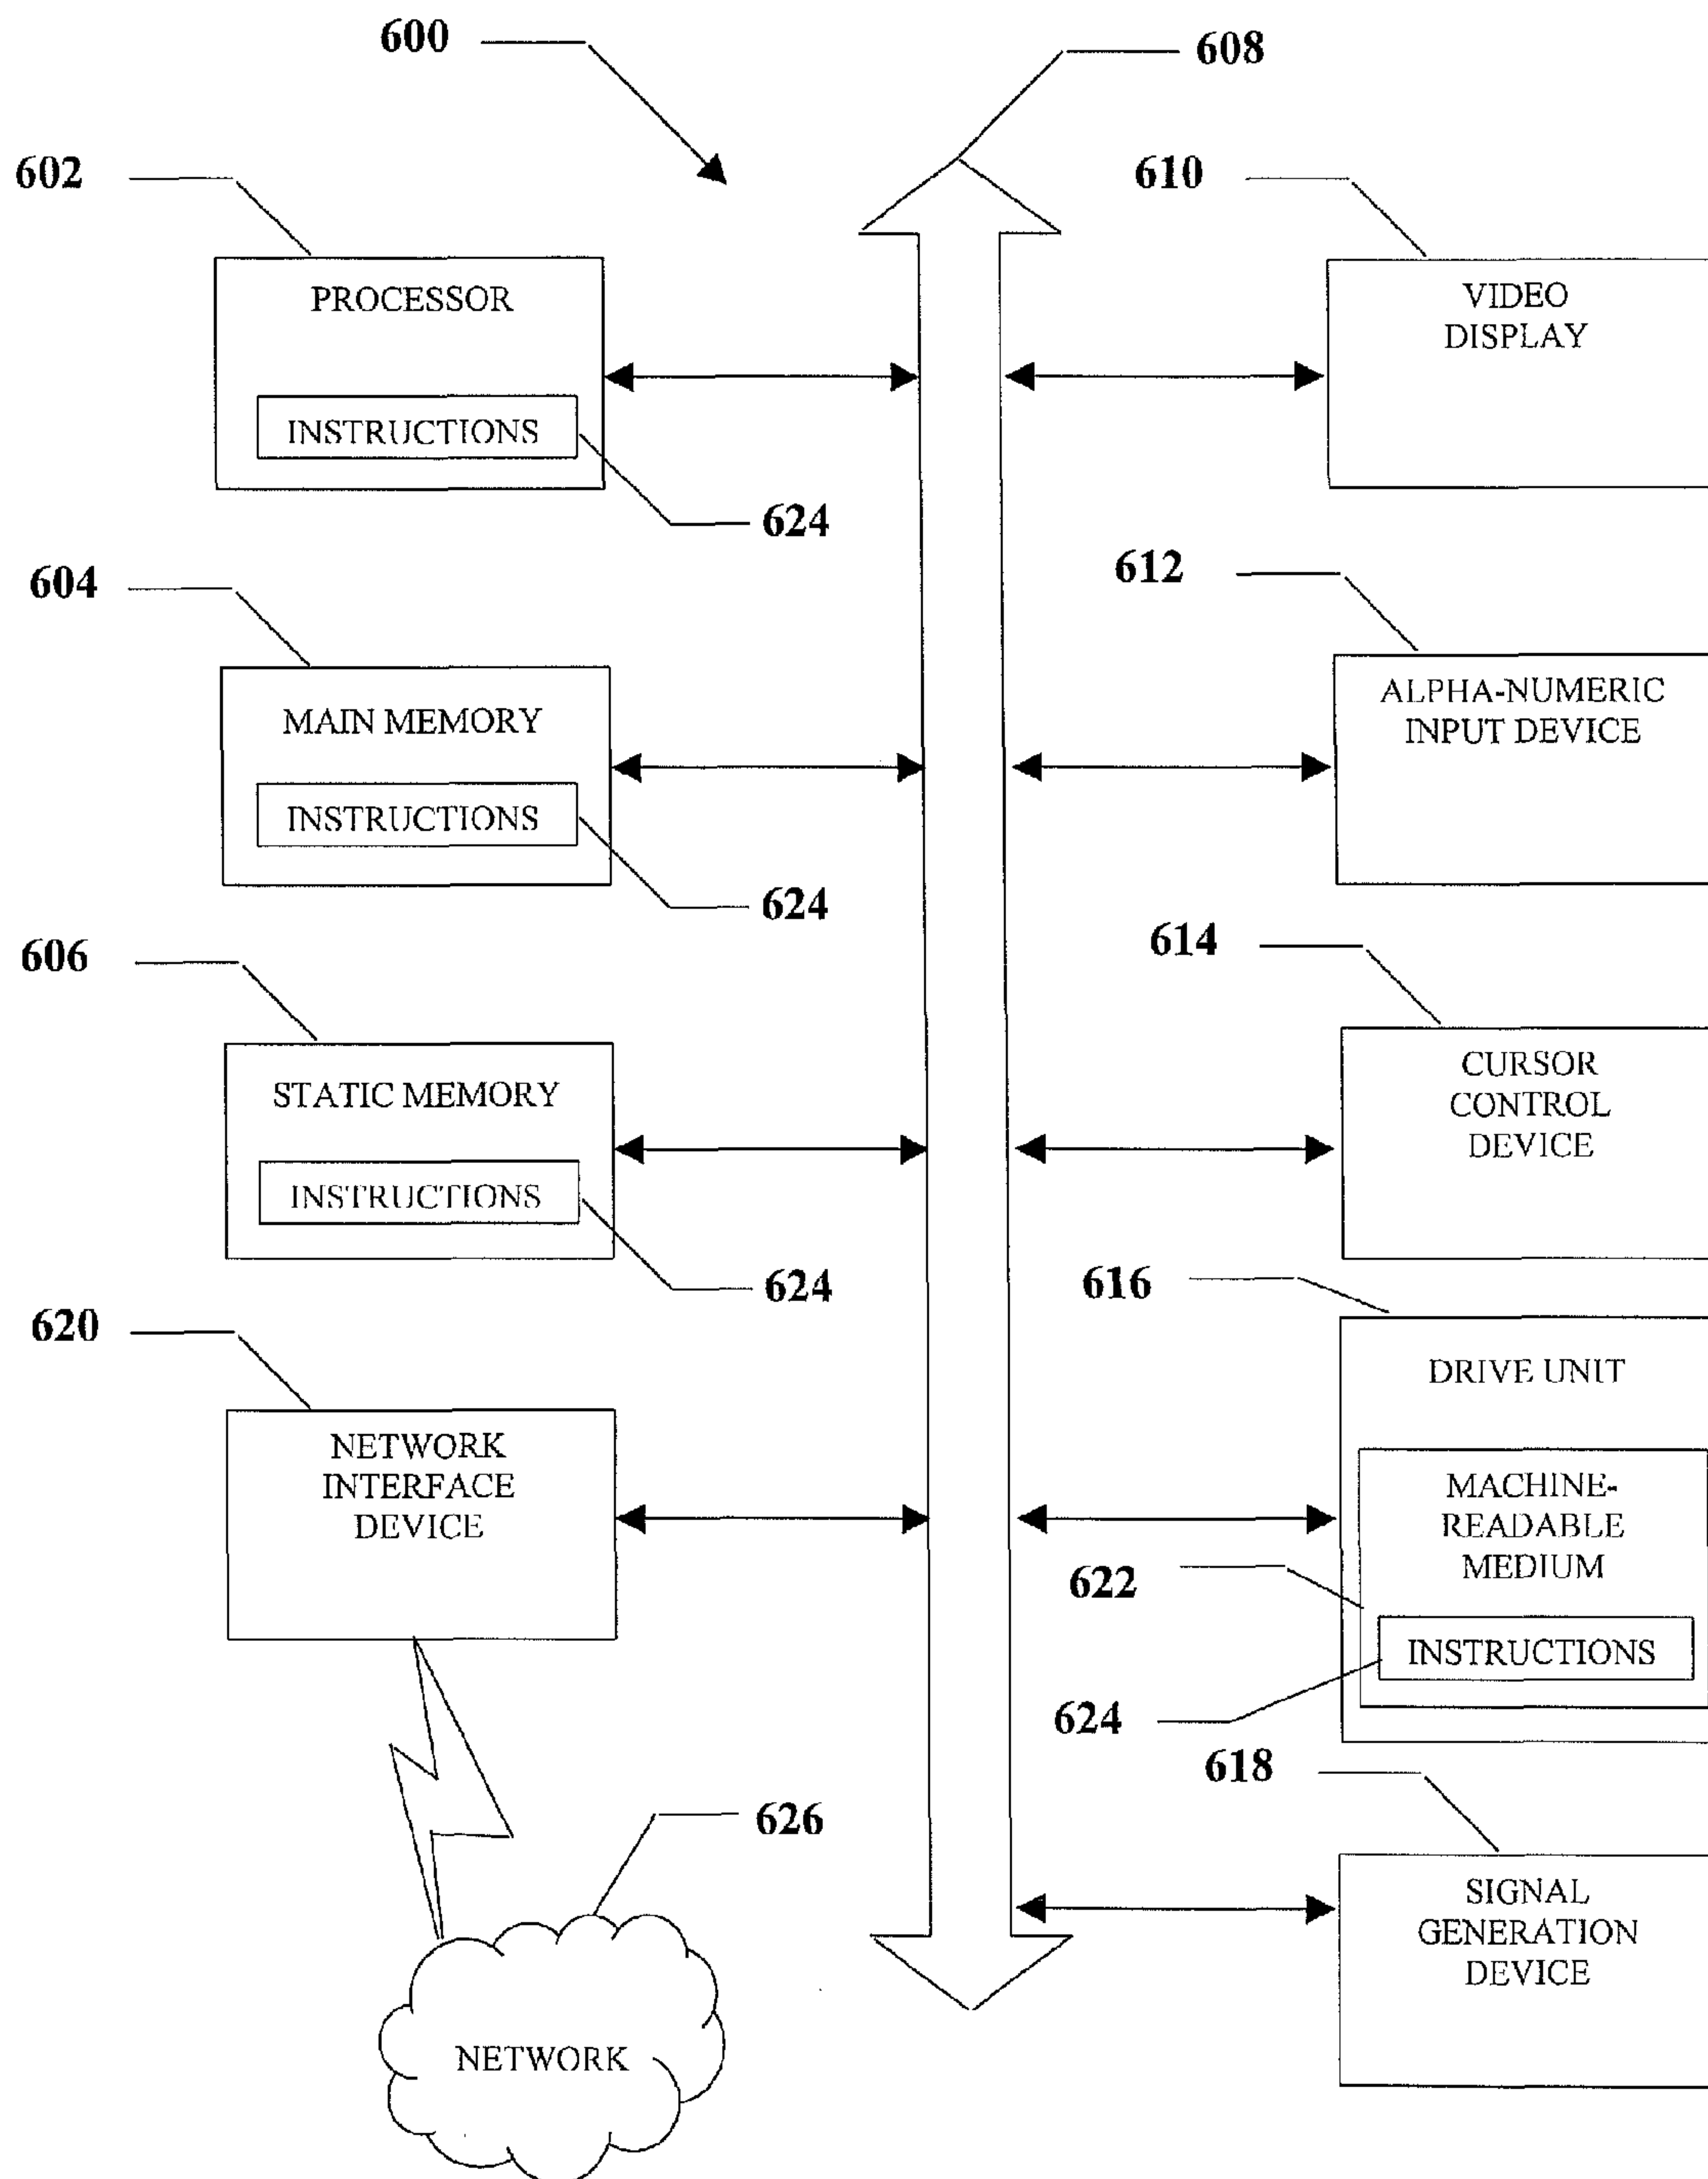 600
608
602
610
PROCESSOR
INSTRUCTIONS
624
VIDEO
DISPLAY
604
612
MAIN MEMORY
INSTRUCTIONS
624
ALPHA-NUMERIC
INPUT DEVICE
606
614
STATIC MEMORY
INSTRUCTIONS
624
CURSOR
CONTROL
DEVICE
620
616
NETWORK
INTERFACE
DEVICE
DRIVE UNIT
MACHINE-
READABLE
MEDIUM
622
INSTRUCTIONS
624
618
626
NETWORK
SIGNAL
GENERATION
DEVICE